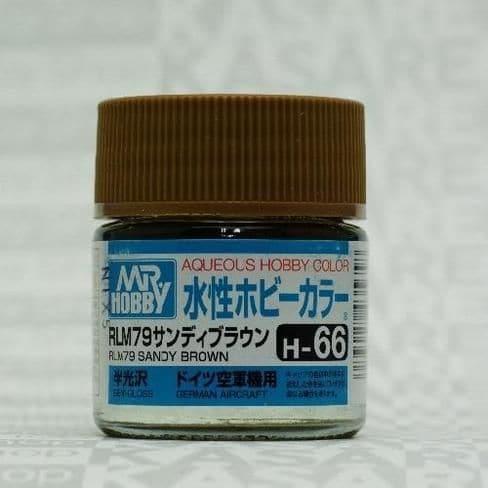 AQUEOUS HOBBY COLOR
MR. HOBBY
水性ホビーカラー
RLM79サンディブラウン
RLM79 SANDY BROWN
H-66
半光沢
SEMI-GLOSS
ドイツ空軍機用
GERMAN AIRCRAFT
KASARE